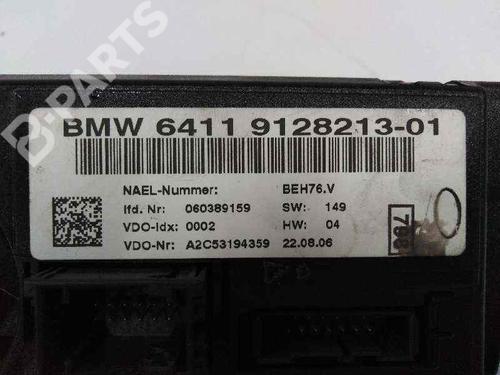 B-PARTS
BMW 6411 9128213-01
NAEL-Nummer: BEH76.V
lfd. Nr: 060389159 SW: 149
VDO-Idx: 0002 HW: 04
VDO-Nr: A2C53194359 22.08.06